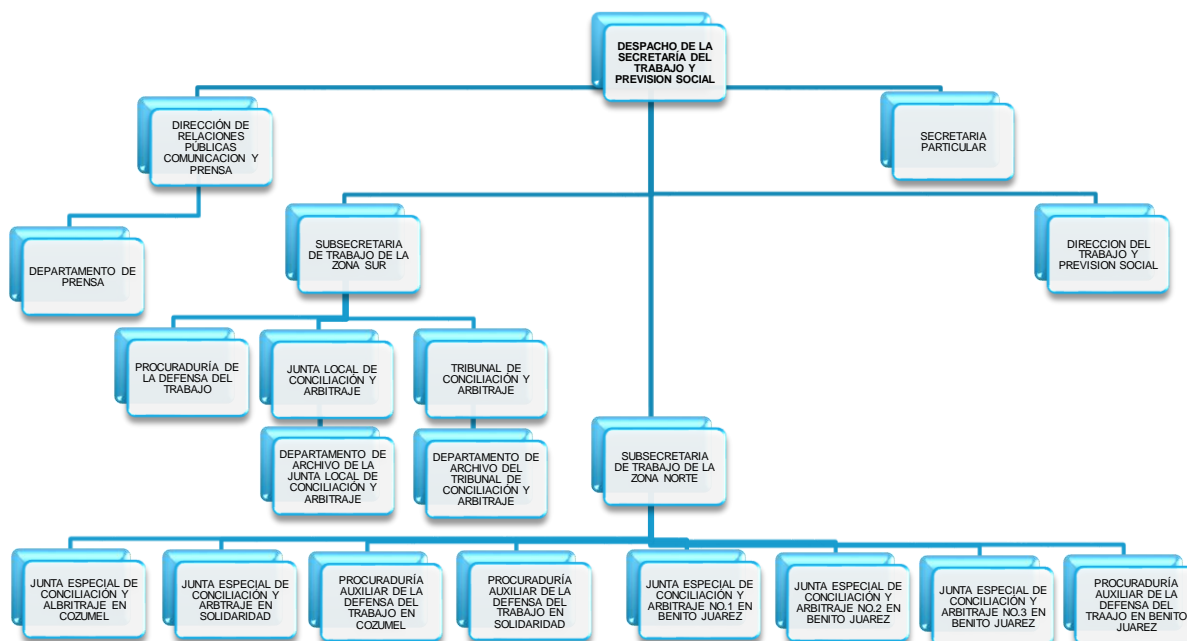 DESPACHO DE LA
SECRETARÍA DEL
TRABAJO Y
PREVISION SOCIAL
DIRECCIÓN DE
RELACIONES
PÚBLICAS
COMUNICACION Y
PRENSA
SECRETARIA
PARTICULAR
DEPARTAMENTO DE
PRENSA
SUBSECRETARIA
DE TRABAJO DE LA
ZONA SUR
DIRECCION DEL
TRABAJO Y
PREVISION SOCIAL
PROCURADURÍA DE
LA DEFENSA DEL
TRABAJO
JUNTA LOCAL DE
CONCILIACIÓN Y
ARBITRAJE
TRIBUNAL DE
CONCILIACIÓN Y
ARBITRAJE
DEPARTAMENTO DE
ARCHIVO DE LA
JUNTA LOCAL DE
CONCILIACIÓN Y
ARBITRAJE
DEPARTAMENTO DE
ARCHIVO DEL
TRIBUNAL DE
CONCILIACIÓN Y
ARBITRAJE
SUBSECRETARIA
DE TRABAJO DE LA
ZONA NORTE
JUNTA ESPECIAL DE
CONCILIACIÓN Y
ALBRITRAJE EN
COZUMEL
JUNTA ESPECIAL DE
CONCILIACIÓN Y
ARBTRAJE EN
SOLIDARIDAD
PROCURADURÍA
AUXILIAR DE LA
DEFENSA DEL
TRABAJO EN
COZUMEL
PROCURADURÍA
AUXILIAR DE LA
DEFENSA DEL
TRABAJO EN
SOLIDARIDAD
JUNTA ESPECIAL DE
CONCILIACIÓN Y
ARBITRAJE NO.1 EN
BENITO JUAREZ
JUNTA ESPECIAL DE
CONCILIACIÓN Y
ARBITRAJE NO.2 EN
BENITO JUAREZ
JUNTA ESPECIAL DE
CONCILIACIÓN Y
ARBITRAJE NO.3 EN
BENITO JUAREZ
PROCURADURÍA
AUXILIAR DE LA
DEFENSA DEL
TRAAJO EN BENITO
JUAREZ